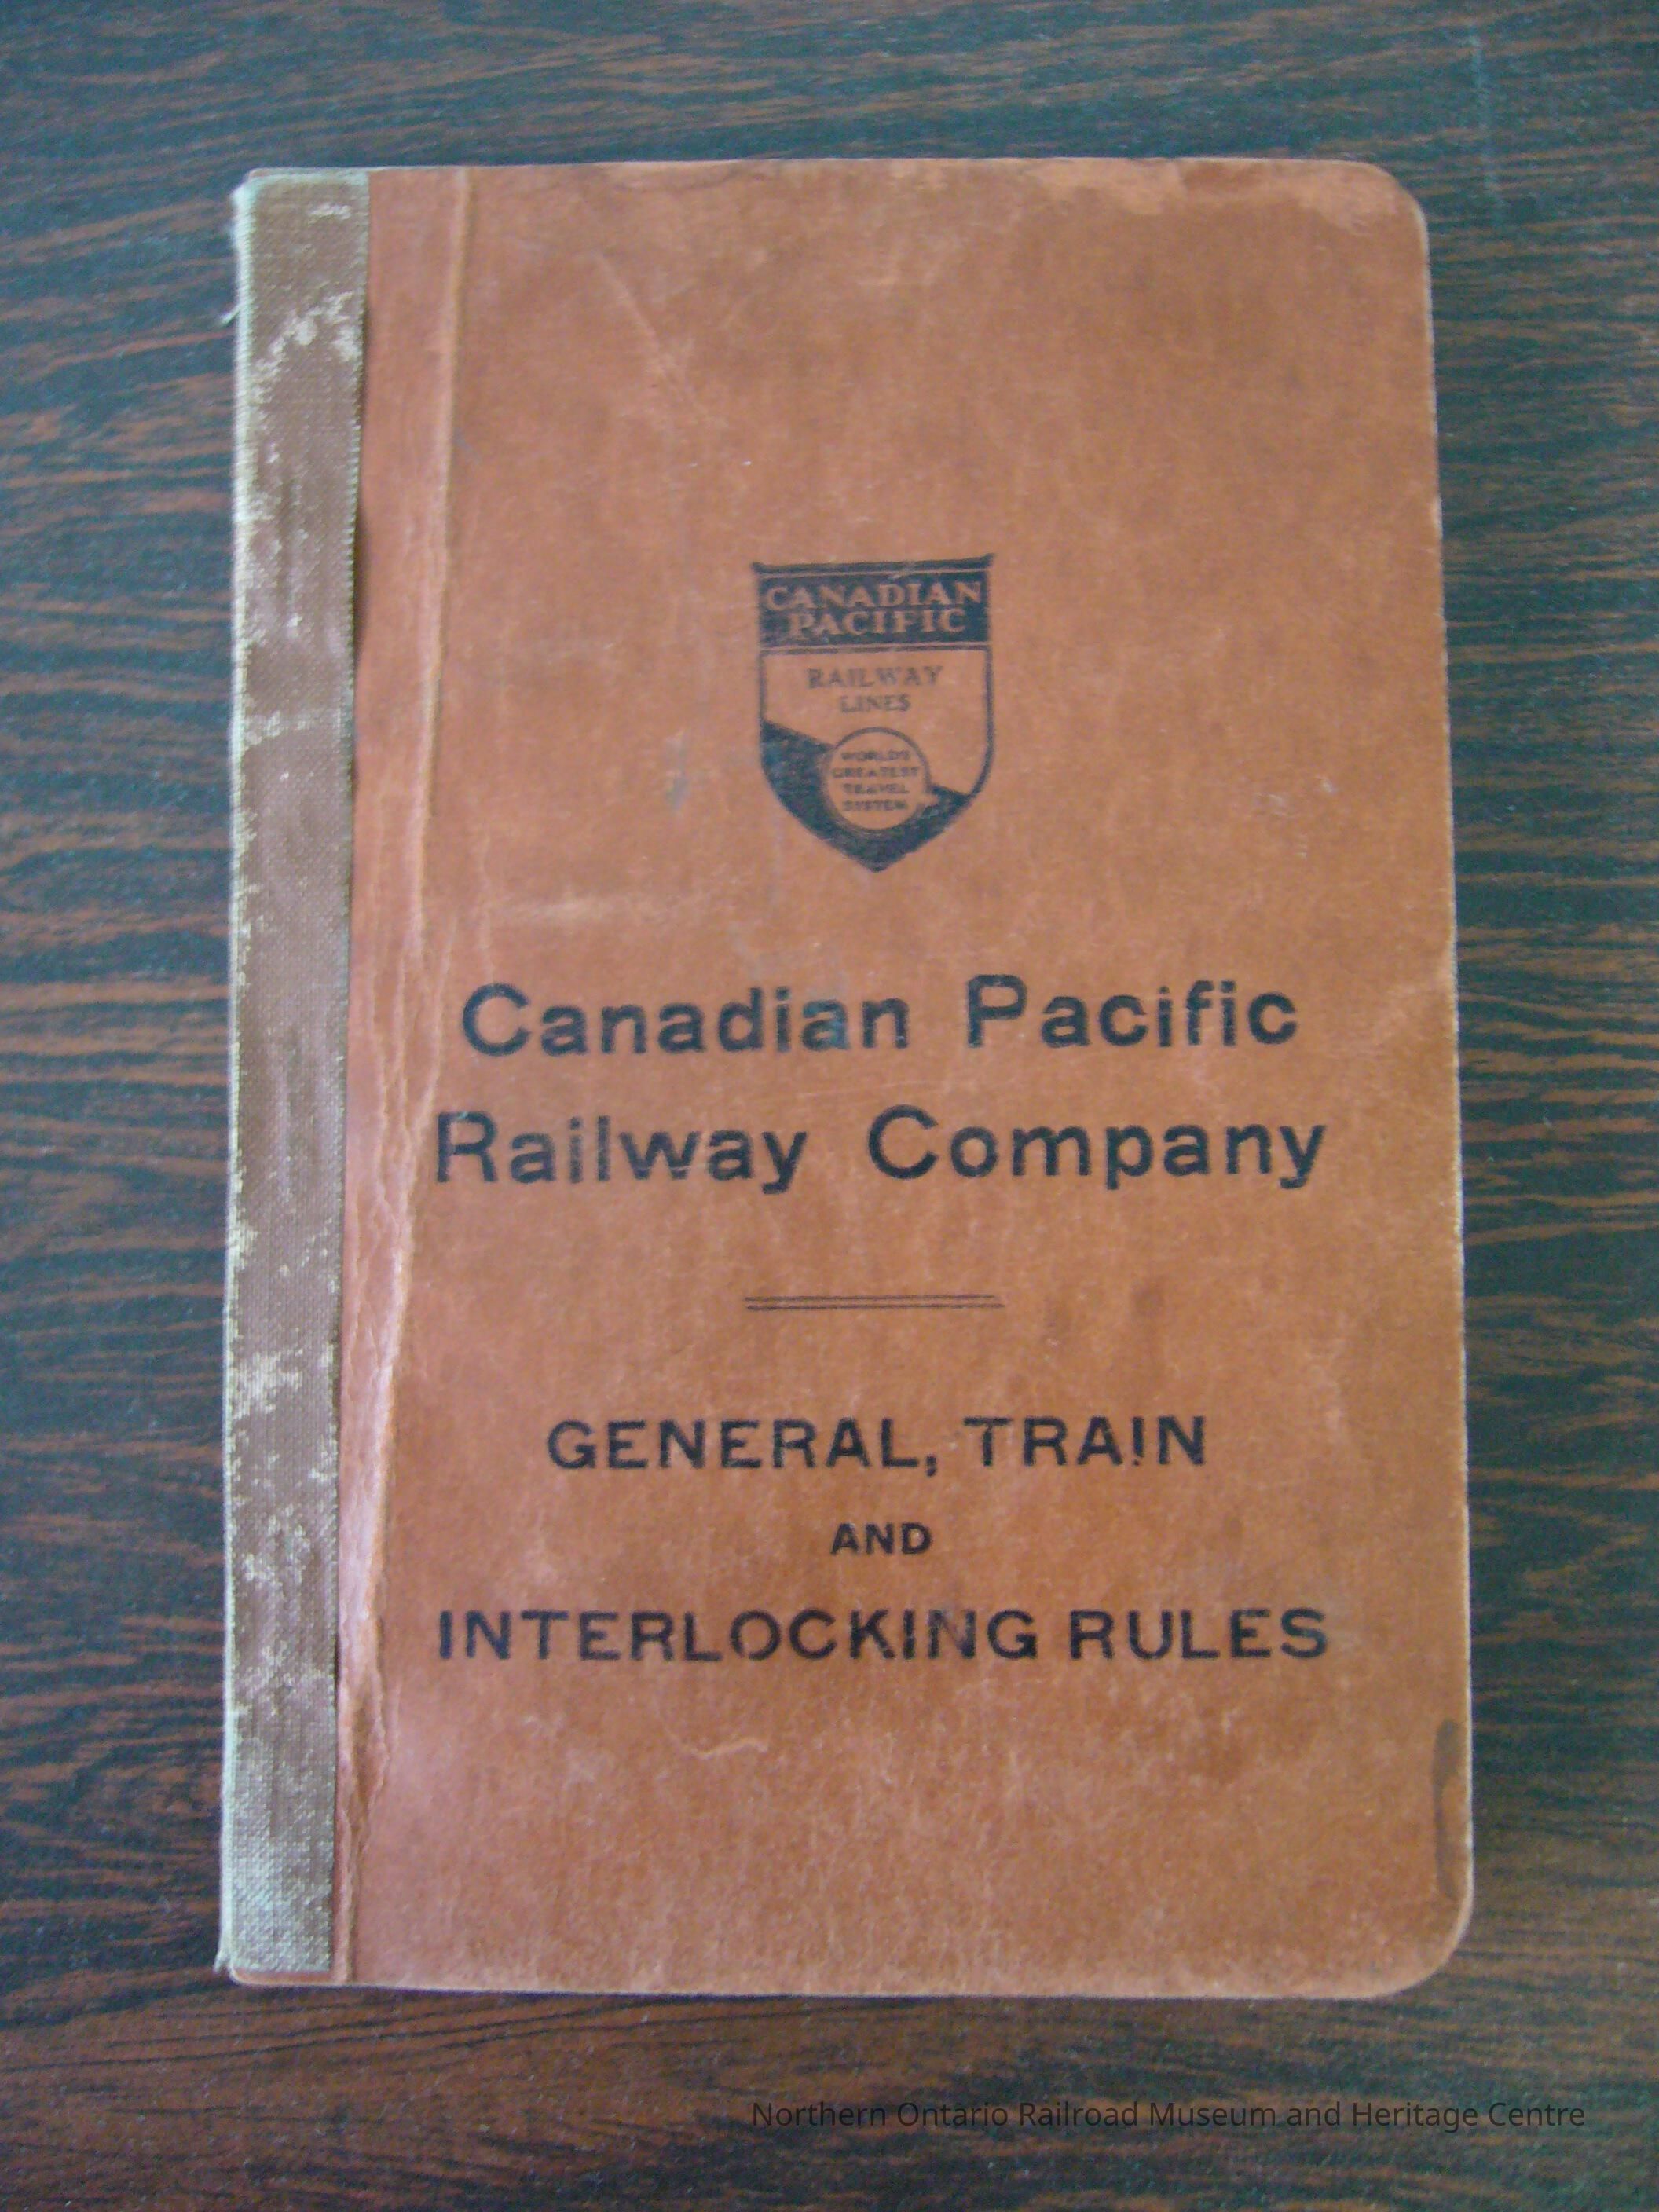 CANADIAN
PACIFIC
RAILWAY
LINES
WORLD'S
GREATEST
TRAVEL
SYSTEM
Canadian Pacific
Railway Company
GENERAL, TRAIN
AND
INTERLOCKING RULES
Northern Ontario Railroad Museum and Heritage Centre